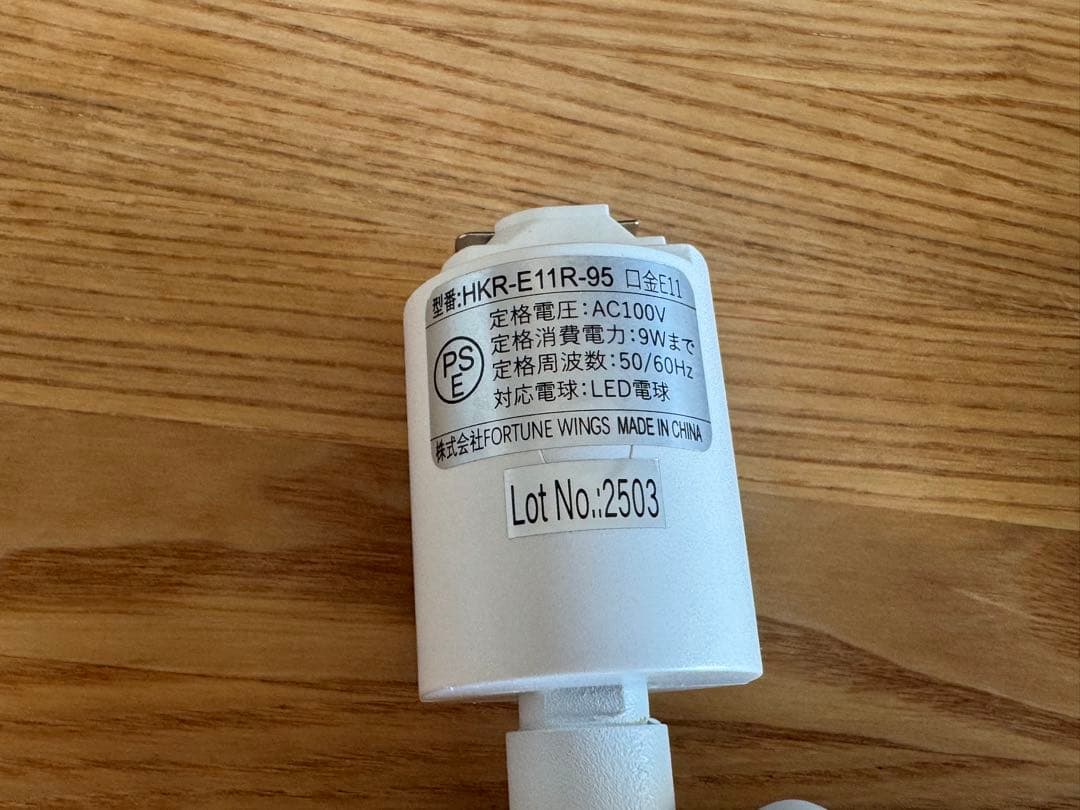 型番:HKR-E11R-95 口金E11
定格電圧:AC100V
定格消費電力:9Wまで
PS
E
定格周波数:50/60Hz
対応電球:LED電球
株式会社FORTUNE WINGS MADE IN CHINA
Lot No.:2503